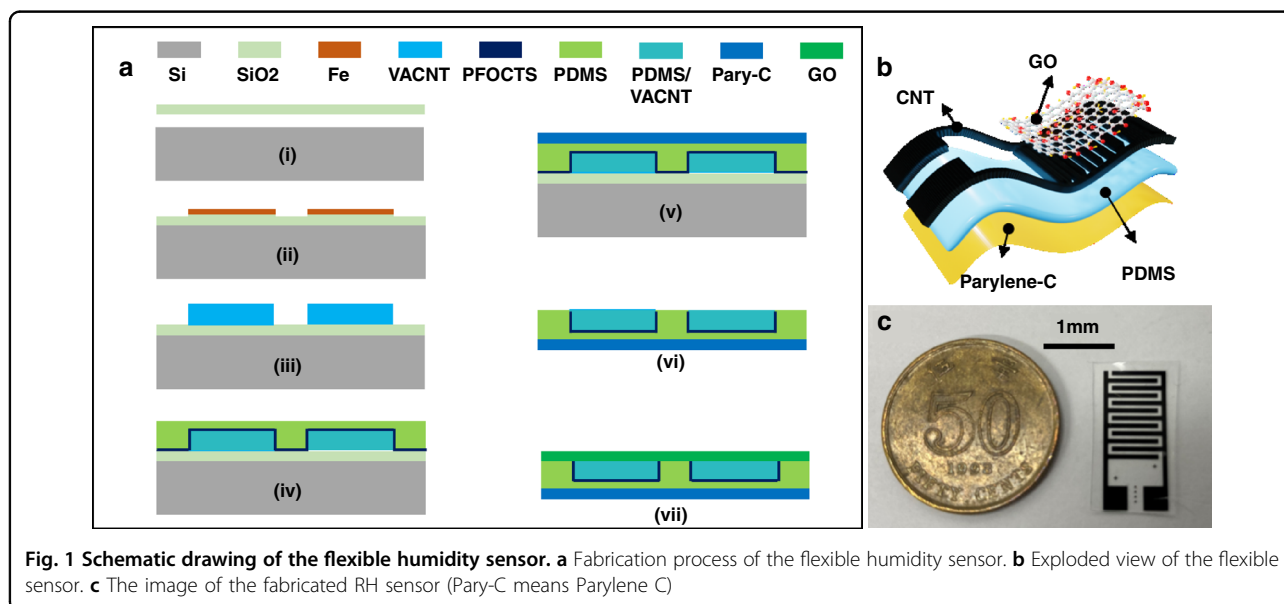 a
Si SiO2 Fe VACNT PFOCTS PDMS PDMS/ Pary-C GO
VACNT
(i)
(ii)
(iii)
(iv)
(v)
(vi)
(vii)
b
GO
CNT
Parylene-C
PDMS
c
1mm
50
FIFTY CENTS
Fig. 1 Schematic drawing of the flexible humidity sensor. a Fabrication process of the flexible humidity sensor. b Exploded view of the flexible
sensor. c The image of the fabricated RH sensor (Pary-C means Parylene C)